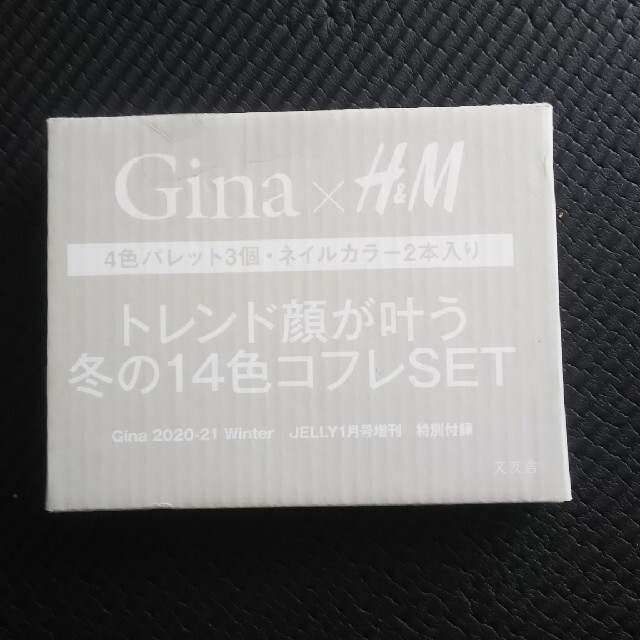 Gina × H&M
4色パレット3個・ネイルカラー2本入り
トレンド顔が叶う
冬の14色コフレSET
Gina 2020-21 Winter JELLY1月号増刊 特別付録
文友舎